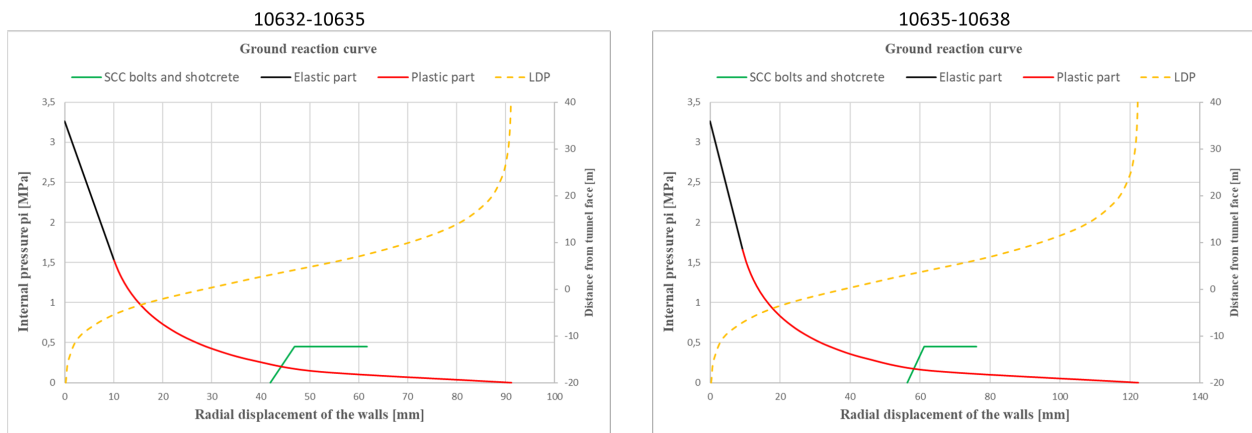 10632-10635
Ground reaction curve
SCC bolts and shotcrete Elastic part Plastic part LDP
3,5
3
2,5
2
1,5
1
0,5
0
Internal pressure pi [MPa]
40
30
20
10
0
-10
-20
Distance from tunnel face [m]
0 10 20 30 40 50 60 70 80 90 100
Radial displacement of the walls [mm]
10635-10638
Ground reaction curve
SCC bolts and shotcrete Elastic part Plastic part LDP
3,5
3
2,5
2
1,5
1
0,5
0
Internal pressure pi [MPa]
40
30
20
10
0
-10
-20
Distance from tunnel face [m]
0 20 40 60 80 100 120 140
Radial displacement of the walls [mm]